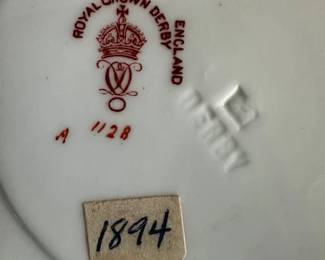 ROYAL CROWN DERBY
ENGLAND
DERBY
A 1128
1894